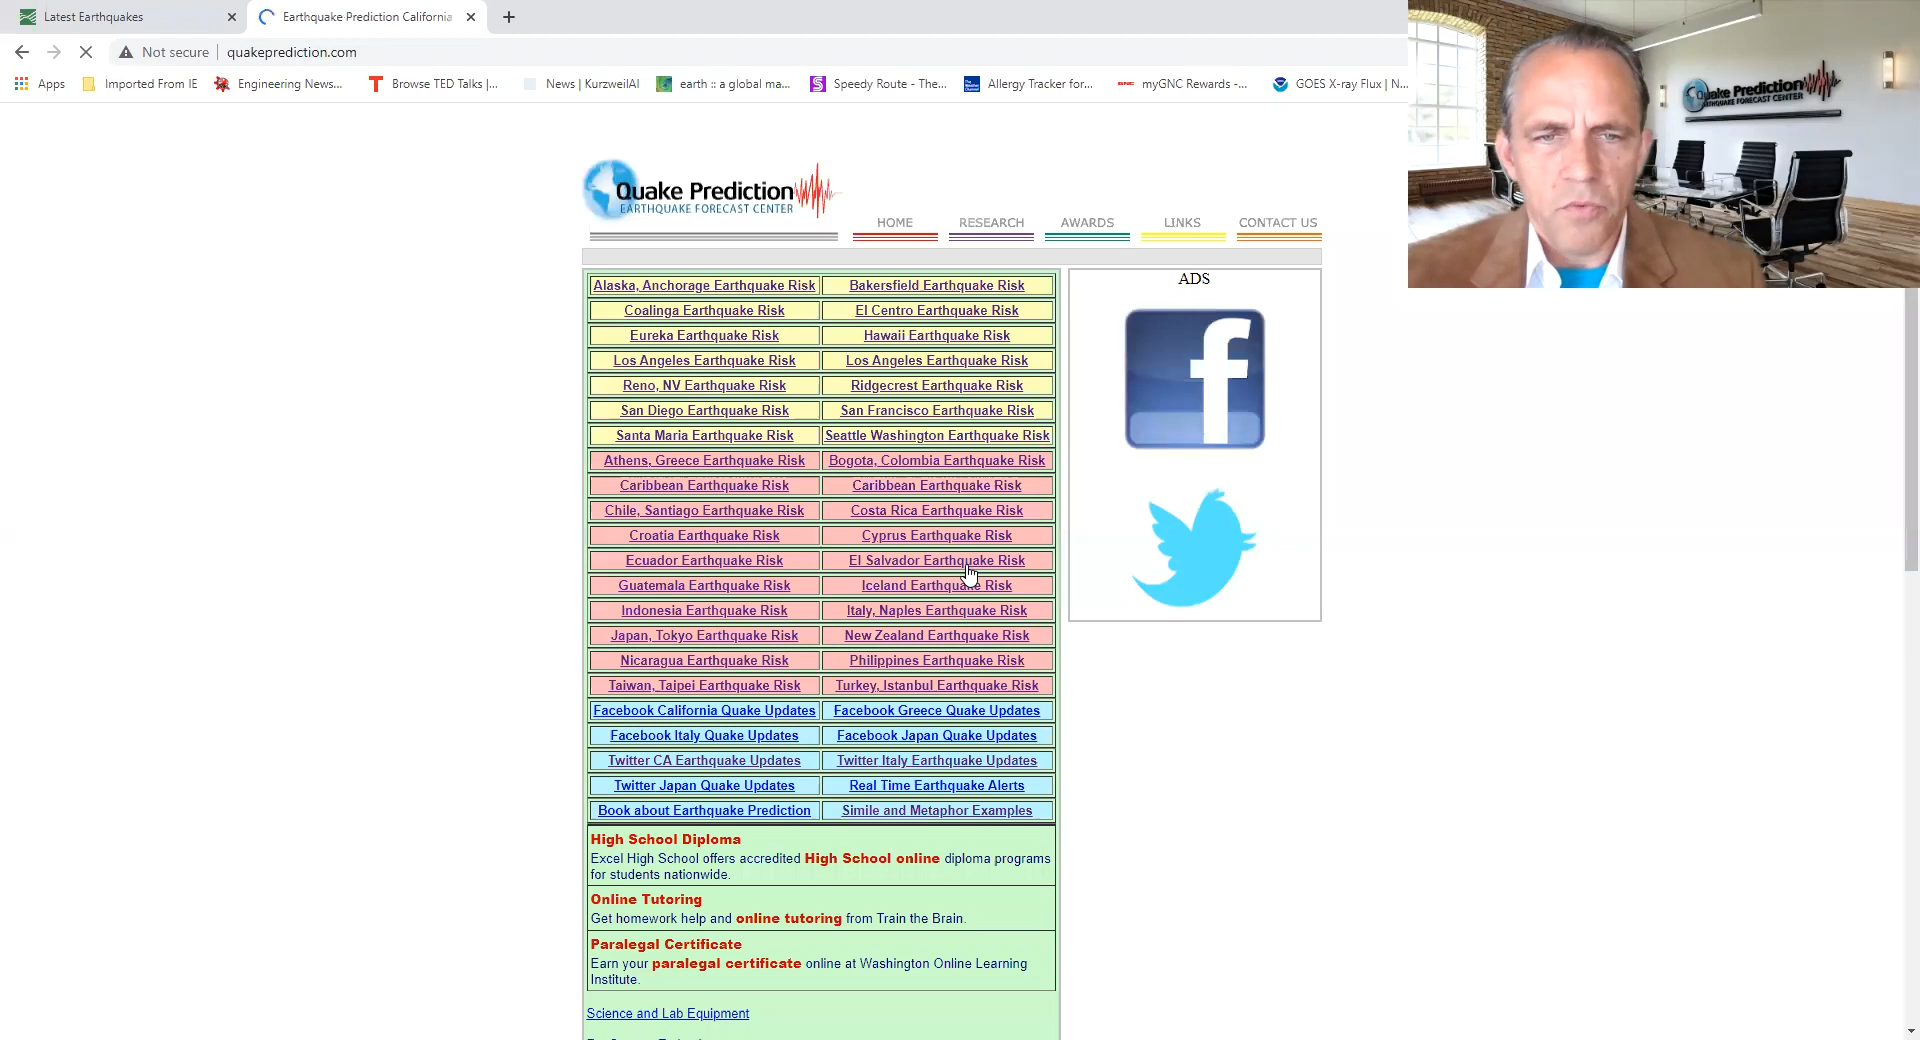 Latest Earthquakes
Earthquake Prediction California
Not secure
quakeprediction.com
Apps
Imported From IE
Engineering News...
Browse TED Talks |...
News | KurzweilAI
earth :: a global ma...
Speedy Route - The...
Allergy Tracker for...
myGNC Rewards -...
GOES X-ray Flux | N...
Quake Prediction
EARTHQUAKE FORECAST CENTER
Quake Prediction
EARTHQUAKE FORECAST CENTER
HOME
RESEARCH
AWARDS
LINKS
CONTACT US
Alaska, Anchorage Earthquake Risk
Bakersfield Earthquake Risk
Coalinga Earthquake Risk
El Centro Earthquake Risk
Eureka Earthquake Risk
Hawaii Earthquake Risk
Los Angeles Earthquake Risk
Los Angeles Earthquake Risk
Reno, NV Earthquake Risk
Ridgecrest Earthquake Risk
San Diego Earthquake Risk
San Francisco Earthquake Risk
Santa Maria Earthquake Risk
Seattle Washington Earthquake Risk
Athens, Greece Earthquake Risk
Bogota, Colombia Earthquake Risk
Caribbean Earthquake Risk
Caribbean Earthquake Risk
Chile, Santiago Earthquake Risk
Costa Rica Earthquake Risk
Croatia Earthquake Risk
Cyprus Earthquake Risk
Ecuador Earthquake Risk
El Salvador Earthquake Risk
Guatemala Earthquake Risk
Iceland Earthquake Risk
Indonesia Earthquake Risk
Italy, Naples Earthquake Risk
Japan, Tokyo Earthquake Risk
New Zealand Earthquake Risk
Nicaragua Earthquake Risk
Philippines Earthquake Risk
Taiwan, Taipei Earthquake Risk
Turkey, Istanbul Earthquake Risk
Facebook California Quake Updates
Facebook Greece Quake Updates
Facebook Italy Quake Updates
Facebook Japan Quake Updates
Twitter CA Earthquake Updates
Twitter Italy Earthquake Updates
Twitter Japan Quake Updates
Real Time Earthquake Alerts
Book about Earthquake Prediction
Simile and Metaphor Examples
High School Diploma
Excel High School offers accredited High School online diploma programs
for students nationwide.
Online Tutoring
Get homework help and online tutoring from Train the Brain.
Paralegal Certificate
Earn your paralegal certificate online at Washington Online Learning
Institute.
Science and Lab Equipment
ADS
f